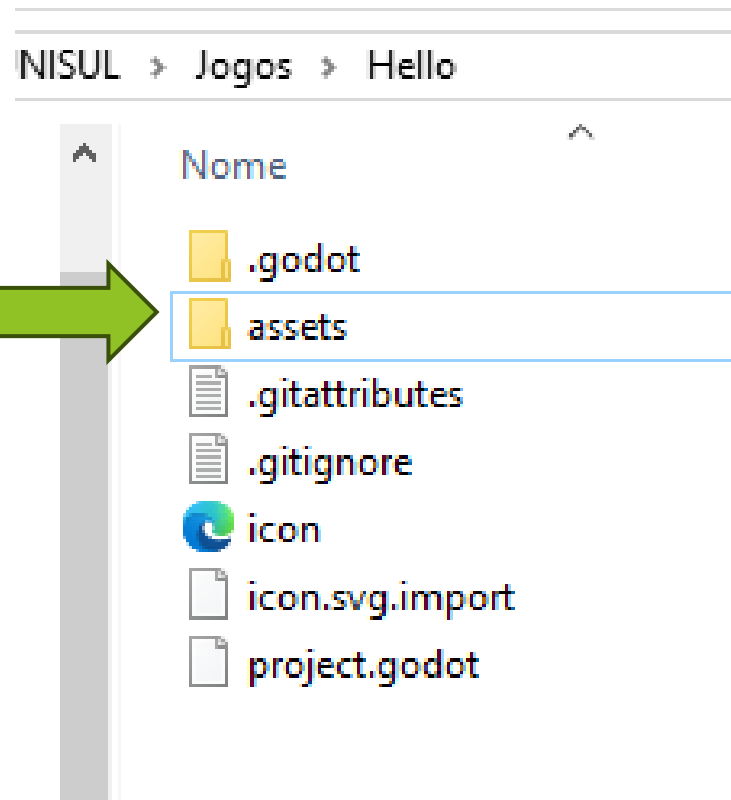 NISUL > Jogos > Hello
Nome
.godot
assets
.gitattributes
.gitignore
icon
icon.svg.import
project.godot